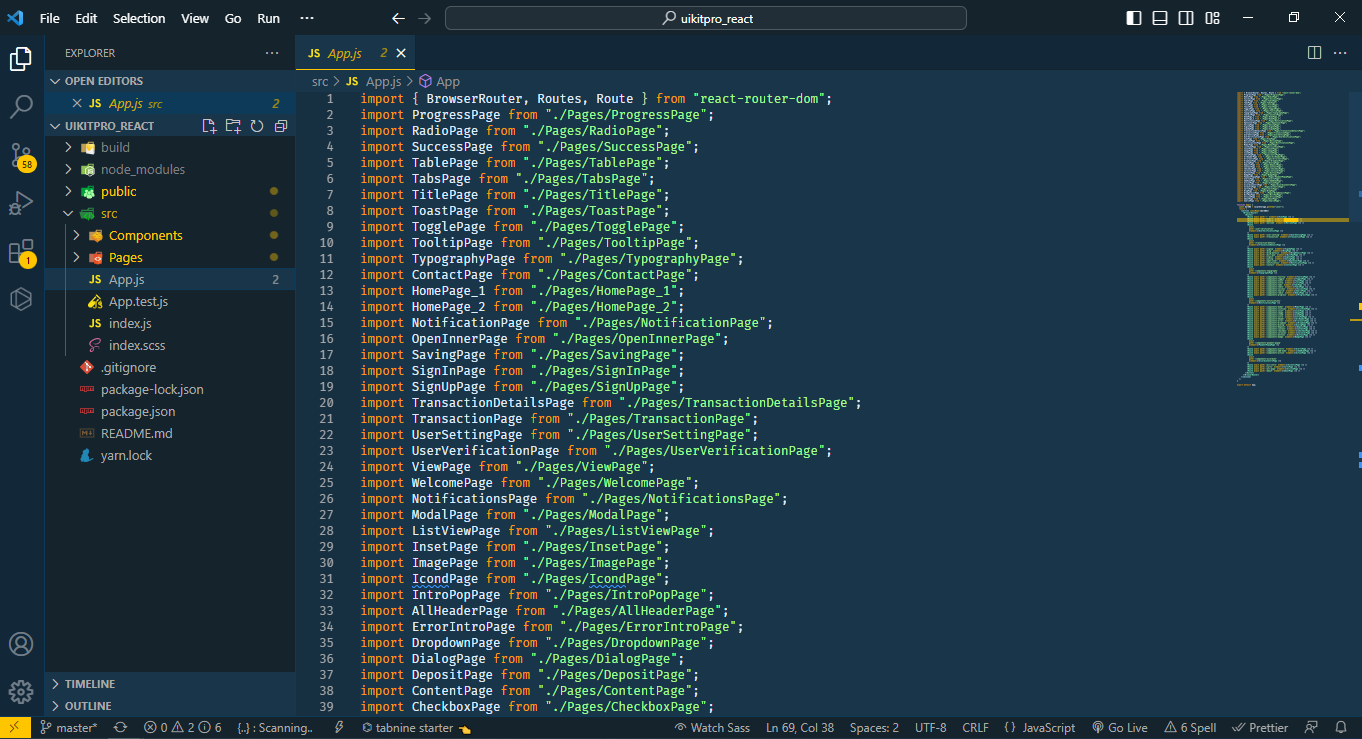 File Edit Selection View Go Run ···
uikitpro_react
EXPLORER ···
OPEN EDITORS
JS App.js src 2
UIKITPRO_REACT
build
node_modules
public
src
Components
Pages
JS App.js 2
App.test.js
JS index.js
index.scss
.gitignore
package-lock.json
package.json
README.md
yarn.lock
TIMELINE
OUTLINE
58
1
JS App.js 2
src > JS App.js > App
1 import { BrowserRouter, Routes, Route } from "react-router-dom";
2 import ProgressPage from "./Pages/ProgressPage";
3 import RadioPage from "./Pages/RadioPage";
4 import SuccessPage from "./Pages/SuccessPage";
5 import TablePage from "./Pages/TablePage";
6 import TabsPage from "./Pages/TabsPage";
7 import TitlePage from "./Pages/TitlePage";
8 import ToastPage from "./Pages/ToastPage";
9 import TogglePage from "./Pages/TogglePage";
10 import TooltipPage from "./Pages/TooltipPage";
11 import TypographyPage from "./Pages/TypographyPage";
12 import ContactPage from "./Pages/ContactPage";
13 import HomePage_1 from "./Pages/HomePage_1";
14 import HomePage_2 from "./Pages/HomePage_2";
15 import NotificationPage from "./Pages/NotificationPage";
16 import OpenInnerPage from "./Pages/OpenInnerPage";
17 import SavingPage from "./Pages/SavingPage";
18 import SignInPage from "./Pages/SignInPage";
19 import SignUpPage from "./Pages/SignUpPage";
20 import TransactionDetailsPage from "./Pages/TransactionDetailsPage";
21 import TransactionPage from "./Pages/TransactionPage";
22 import UserSettingPage from "./Pages/UserSettingPage";
23 import UserVerificationPage from "./Pages/UserVerificationPage";
24 import ViewPage from "./Pages/ViewPage";
25 import WelcomePage from "./Pages/WelcomePage";
26 import NotificationsPage from "./Pages/NotificationsPage";
27 import ModalPage from "./Pages/ModalPage";
28 import ListViewPage from "./Pages/ListViewPage";
29 import InsetPage from "./Pages/InsetPage";
30 import ImagePage from "./Pages/ImagePage";
31 import IcondPage from "./Pages/IcondPage";
32 import IntroPopPage from "./Pages/IntroPopPage";
33 import AllHeaderPage from "./Pages/AllHeaderPage";
34 import ErrorIntroPage from "./Pages/ErrorIntroPage";
35 import DropdownPage from "./Pages/DropdownPage";
36 import DialogPage from "./Pages/DialogPage";
37 import DepositPage from "./Pages/DepositPage";
38 import ContentPage from "./Pages/ContentPage";
39 import CheckboxPage from "./Pages/CheckboxPage";
master* 0 2 6 {..} : Scanning.. tabnine starter Watch Sass Ln 69, Col 38 Spaces: 2 UTF-8 CRLF { } JavaScript Go Live 6 Spell Prettier